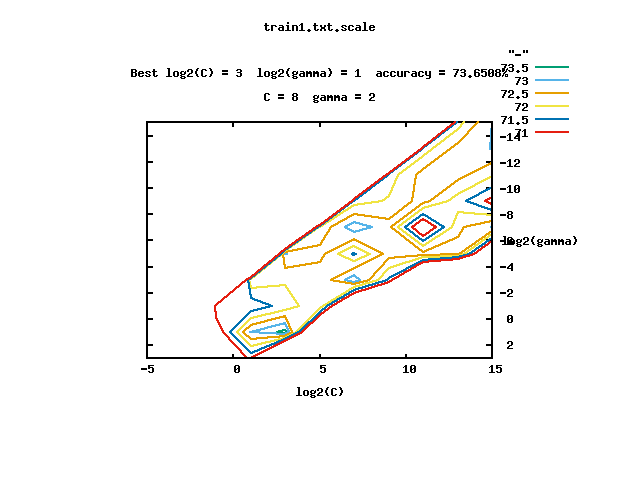 train1.txt.scale
"-"
Best log2(C) = 3  log2(gamma) = 1  accuracy = 73.6508%
73.5
73
C = 8  gamma = 2
72.5
72
71.5
71
-14
-12
-10
-8
-6
log2(gamma)
-4
-2
0
2
-5 0 5 10 15
log2(C)